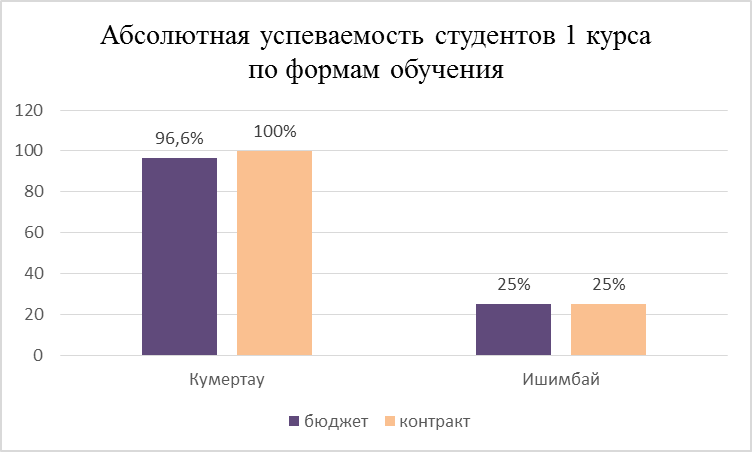 Абсолютная успеваемость студентов 1 курса
по формам обучения
120
100
80
60
40
20
0
96,6%
100%
25%
25%
Кумертау
Ишимбай
бюджет
контракт